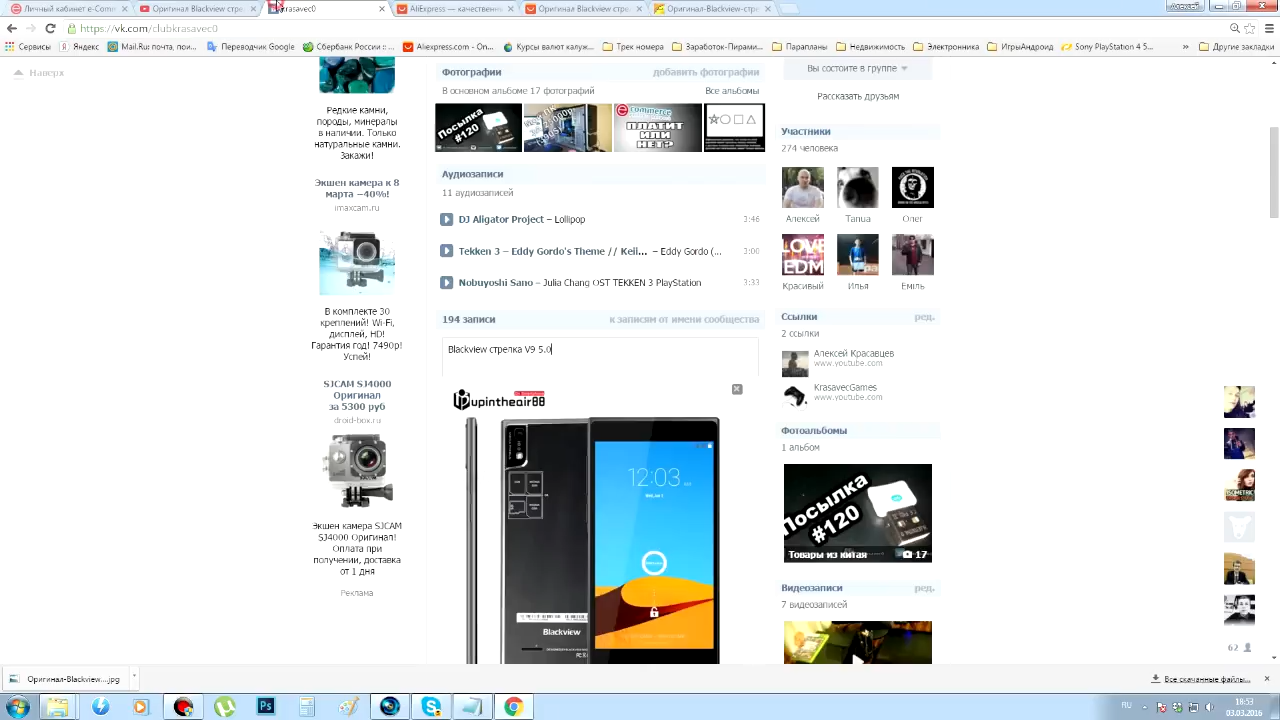 Личный кабинет e-Comm
Оригинал Blackview стрел
krasavec0
AliExpress — качественны
Оригинал-Blackview-стре
Оригинал-Blackview-стре
https://vk.com/clubkrasavec0
Сервисы
Яндекс
Mail.Ru: почта, пои...
Переводчик Google
Сбербанк России :...
Aliexpress.com - On...
Курсы валют калуж...
Трек номера
Заработок-Пирами...
Парапланы
Недвижимость
Электронника
ИгрыАндроид
Sony Playstation 4 5...
»
Другие закладки
Наверх
Редкие камни,
породы, минералы
в наличии. Только
натуральные камни.
Закажи!
Экшен камера к 8
марта −40%!
imaxcam.ru
В комплекте 30
креплений! Wi-Fi,
дисплей, HD!
Гарантия год! 7490р!
Успей!
SJCAM SJ4000
Оригинал
за 5300 руб
droid-box.ru
Экшен камера SJCAM
SJ4000 Оригинал!
Оплата при
получении, доставка
от 1 дня
Реклама
Фотографии
добавить фотографии
В основном альбоме 17 фотографий
Все альбомы
Посылка
#120
commerce
ПЛАТИТ
ИЛИ
НЕТ?
Аудиозаписи
11 аудиозаписей
DJ Aligator Project – Lollipop
3:46
Tekken 3 – Eddy Gordo's Theme // Keii... – Eddy Gordo (...
3:00
Nobuyoshi Sano – Julia Chang OST TEKKEN 3 PlayStation
3:33
194 записи
к записям от имени сообщества
Blackview стрелка V9 5.0
upintheair88
12:03
Blackview
Вы состоите в группе
Рассказать друзьям
Участники
274 человека
Алексей
Tanua
Олег
LOVE
EDM
Красивый
Илья
Еміль
Ссылки
ред.
2 ссылки
Алексей Красавцев
www.youtube.com
KrasavecGames
www.youtube.com
Фотоальбомы
1 альбом
Посылка
#120
Товары из китая
17
Видеозаписи
ред.
7 видеозаписей
62
Оригинал-Blackview....jpg
Все скачанные файлы...
RU
18:53
03.03.2016